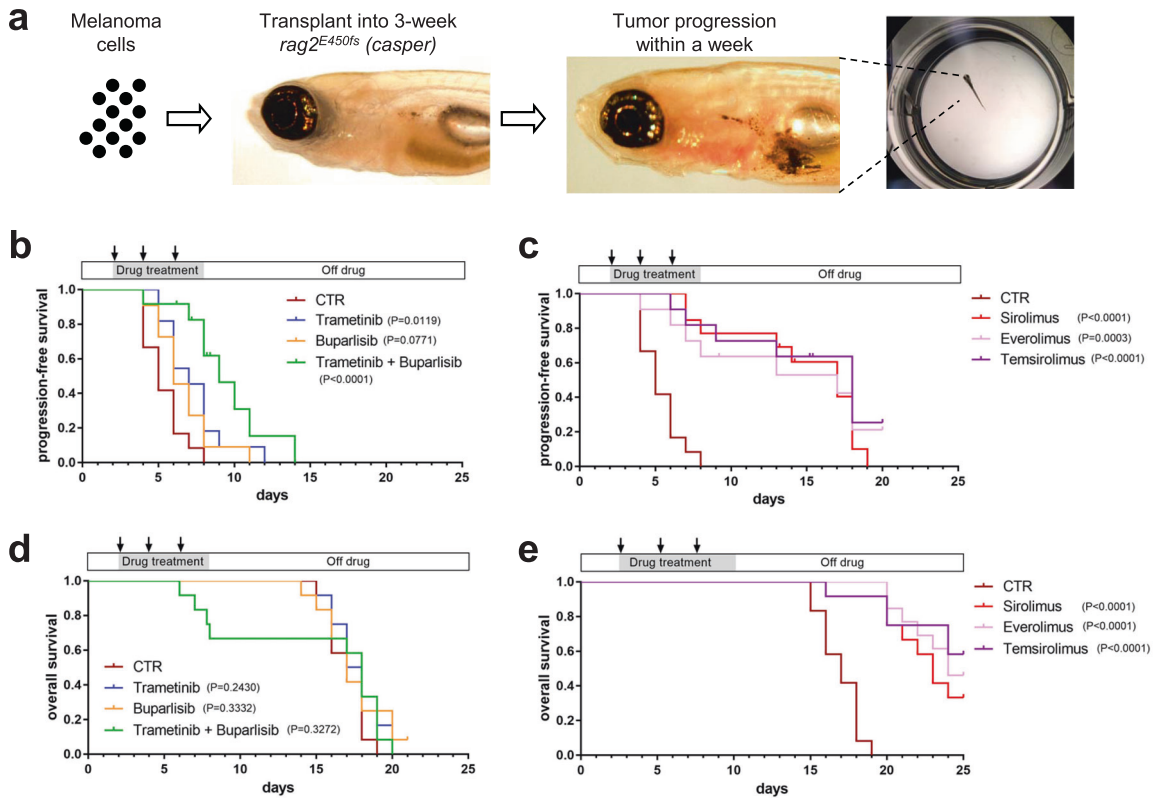 a
Melanoma
cells
Transplant into 3-week
rag2E450fs (casper)
Tumor progression
within a week
b
Drug treatment
Off drug
progression-free survival
1.0
0.8
0.6
0.4
0.2
0.0
0
5
10
15
20
25
days
CTR
Trametinib (P=0.0119)
Buparlisib (P=0.0771)
Trametinib + Buparlisib
(P<0.0001)
c
Drug treatment
Off drug
progression-free survival
1.0
0.8
0.6
0.4
0.2
0.0
0
5
10
15
20
25
days
CTR
Sirolimus (P<0.0001)
Everolimus (P=0.0003)
Temsirolimus (P<0.0001)
d
Drug treatment
Off drug
overall survival
1.0
0.8
0.6
0.4
0.2
0.0
0
5
10
15
20
25
days
CTR
Trametinib (P=0.2430)
Buparlisib (P=0.3332)
Trametinib + Buparlisib (P=0.3272)
e
Drug treatment
Off drug
overall survival
1.0
0.8
0.6
0.4
0.2
0.0
0
5
10
15
20
25
days
CTR
Sirolimus (P<0.0001)
Everolimus (P<0.0001)
Temsirolimus (P<0.0001)